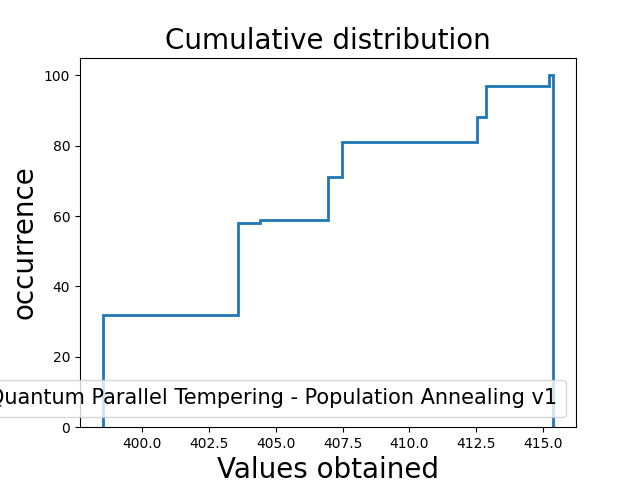 Cumulative distribution
100
80
60
40
20
0
occurrence
Parallel Tempering - Population Annealing v1
400.0 402.5 405.0 407.5 410.0 412.5 415.0
Values obtained